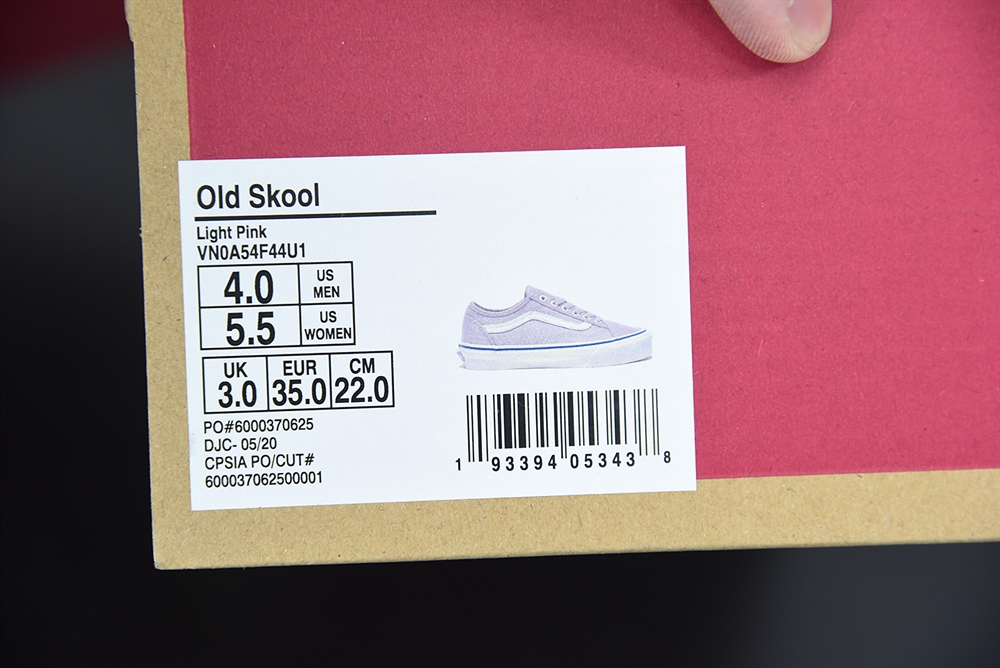 Old Skool
Light Pink
VN0A54F44U1
4.0 US MEN
5.5 US WOMEN
UK EUR CM
3.0 35.0 22.0
PO#6000370625
DJC- 05/20
CPSIA PO/CUT#
600037062500001
1 93394 05343 8